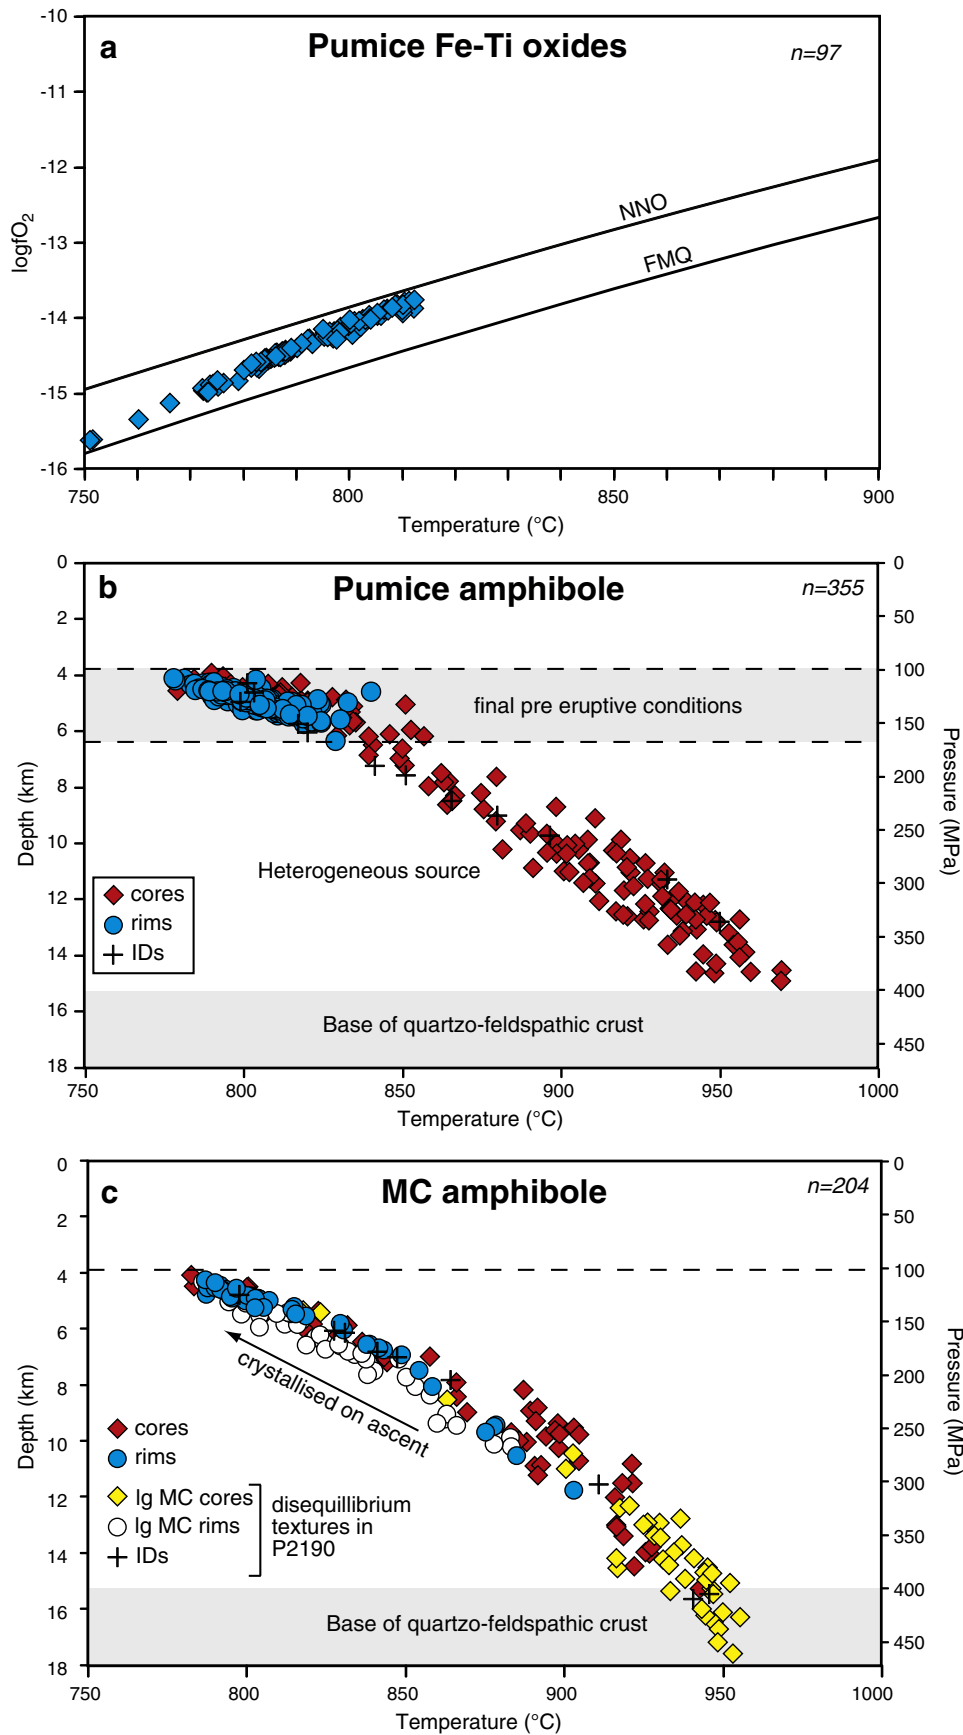 a
Pumice Fe-Ti oxides
n=97
-10
-11
-12
-13
-14
-15
-16
logfO2
NNO
FMQ
750
800
850
900
Temperature (°C)
b
Pumice amphibole
n=355
0
2
4
6
8
10
12
14
16
18
Depth (km)
0
50
100
150
200
250
300
350
400
450
Pressure (MPa)
final pre eruptive conditions
Heterogeneous source
cores
rims
IDs
Base of quartzo-feldspathic crust
750
800
850
900
950
1000
Temperature (°C)
c
MC amphibole
n=204
0
2
4
6
8
10
12
14
16
18
Depth (km)
0
50
100
150
200
250
300
350
400
450
Pressure (MPa)
crystallised on ascent
cores
rims
lg MC cores
lg MC rims
IDs
disequillibrium
textures in
P2190
Base of quartzo-feldspathic crust
750
800
850
900
950
1000
Temperature (°C)